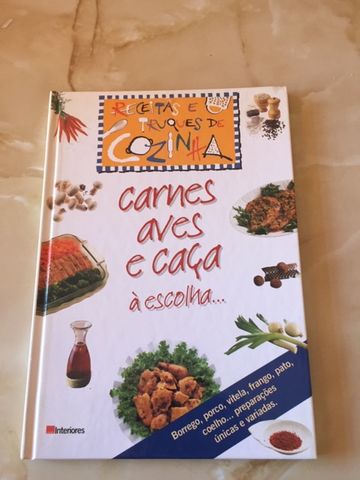 RECEITAS E
TRUQUES DE
COZINHA
carnes
aves
e caça
à escolha...
Borrego, porco, vitela, frango, pato,
coelho... preparações
únicas e variadas.
Interiores